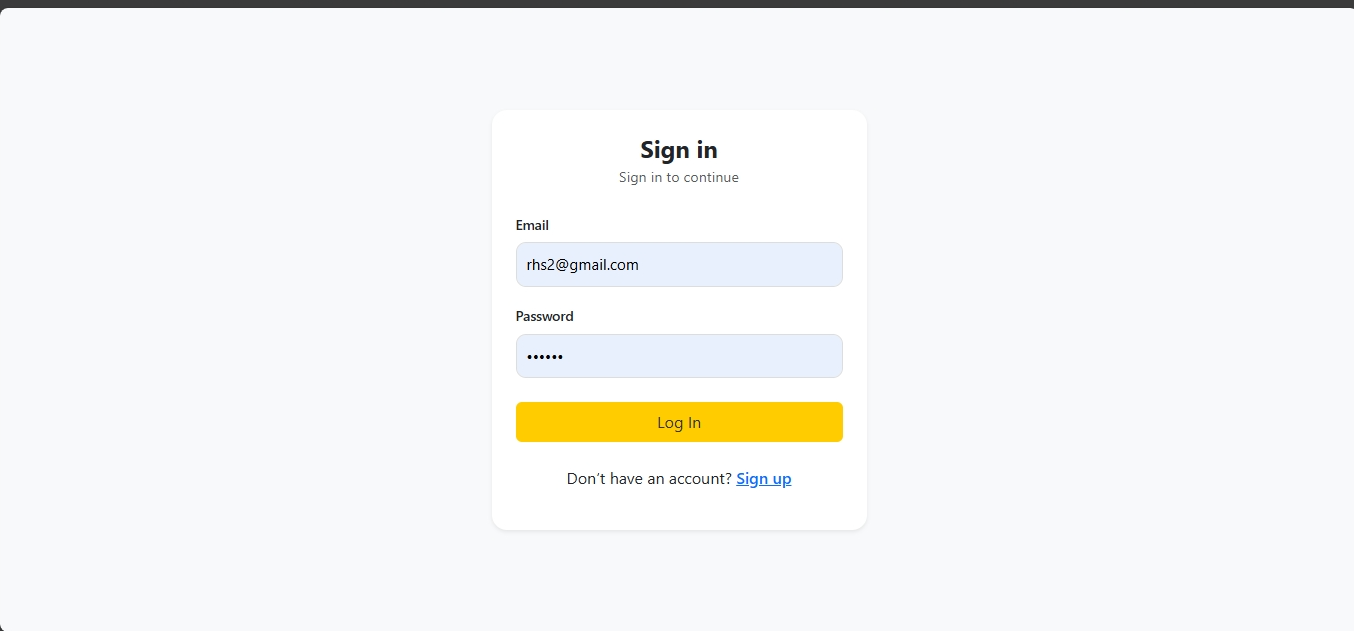 Sign in
Sign in to continue
Email
rhs2@gmail.com
Password
••••••
Log In
Don’t have an account? Sign up